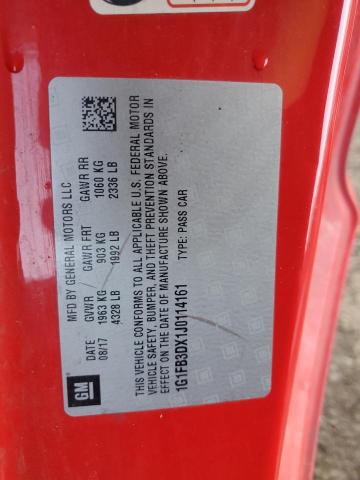 GM
MFD BY GENERAL MOTORS LLC
DATE GVWR GAWR FRT GAWR RR
08/17 1963 KG 903 KG 1060 KG
4328 LB 1992 LB 2336 LB
THIS VEHICLE CONFORMS TO ALL APPLICABLE U.S. FEDERAL MOTOR
VEHICLE SAFETY, BUMPER, AND THEFT PREVENTION STANDARDS IN
EFFECT ON THE DATE OF MANUFACTURE SHOWN ABOVE.
1G1FB3DX1J0114161 TYPE: PASS CAR